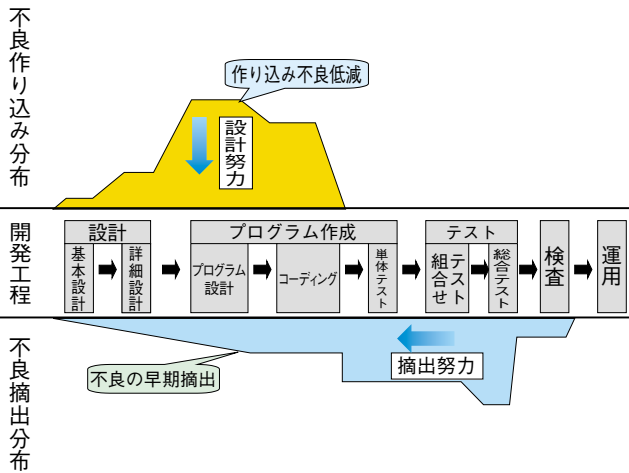 不良作り込み分布
作り込み不良低減
設計努力
開発工程
設計
プログラム作成
テスト
基本設計
詳細設計
プログラム
設計
コーディング
単体テスト
組合せ
テスト
総合テスト
検査
運用
不良摘出分布
不良の早期摘出
摘出努力